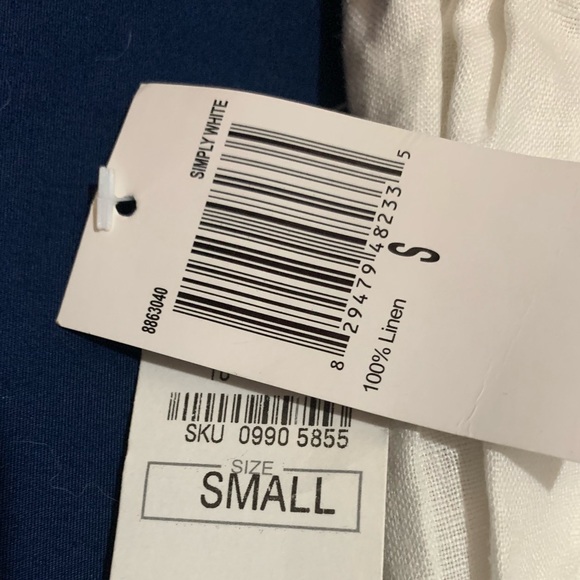 SIMPLY WHITE
8863040
8 29479 48233 5
S
100% Linen
SKU 0990 5855
SIZE
SMALL